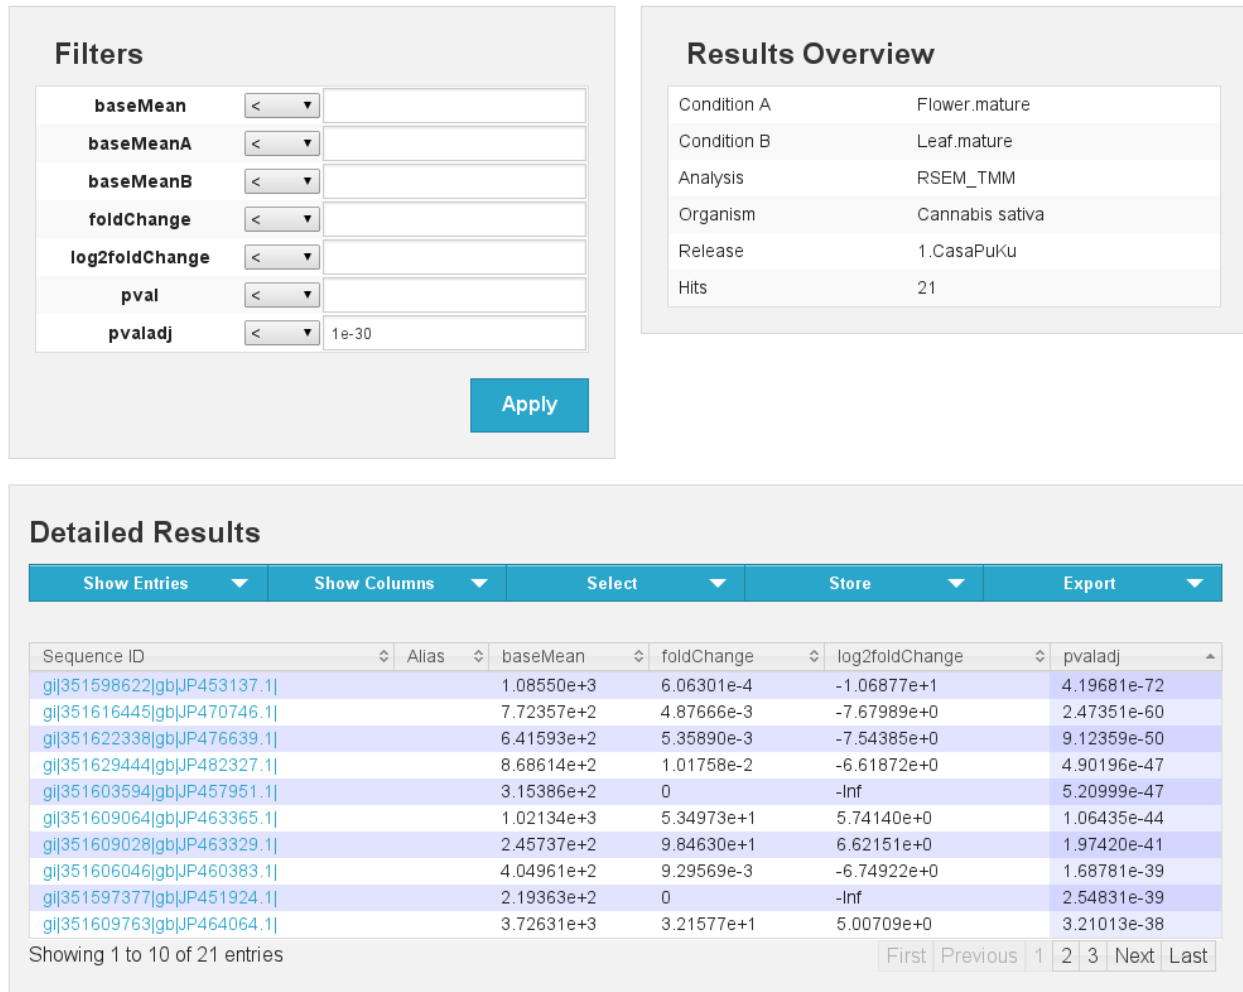 Filters
baseMean <
baseMeanA <
baseMeanB <
foldChange <
log2foldChange <
pval <
pvaladj < 1e-30
Apply
Results Overview
Condition A Flower.mature
Condition B Leaf.mature
Analysis RSEM_TMM
Organism Cannabis sativa
Release 1.CasaPuKu
Hits 21
Detailed Results
Show Entries Show Columns Select Store Export
Sequence ID Alias baseMean foldChange log2foldChange pvaladj
gi|351598622|gb|JP453137.1| 1.08550e+3 6.06301e-4 -1.06877e+1 4.19681e-72
gi|351616445|gb|JP470746.1| 7.72357e+2 4.87666e-3 -7.67989e+0 2.47351e-60
gi|351622338|gb|JP476639.1| 6.41593e+2 5.35890e-3 -7.54385e+0 9.12359e-50
gi|351629444|gb|JP482327.1| 8.68614e+2 1.01758e-2 -6.61872e+0 4.90196e-47
gi|351603594|gb|JP457951.1| 3.15386e+2 0 -Inf 5.20999e-47
gi|351609064|gb|JP463365.1| 1.02134e+3 5.34973e+1 5.74140e+0 1.06435e-44
gi|351609028|gb|JP463329.1| 2.45737e+2 9.84630e+1 6.62151e+0 1.97420e-41
gi|351606046|gb|JP460383.1| 4.04961e+2 9.29569e-3 -6.74922e+0 1.68781e-39
gi|351597377|gb|JP451924.1| 2.19363e+2 0 -Inf 2.54831e-39
gi|351609763|gb|JP464064.1| 3.72631e+3 3.21577e+1 5.00709e+0 3.21013e-38
Showing 1 to 10 of 21 entries First Previous 1 2 3 Next Last